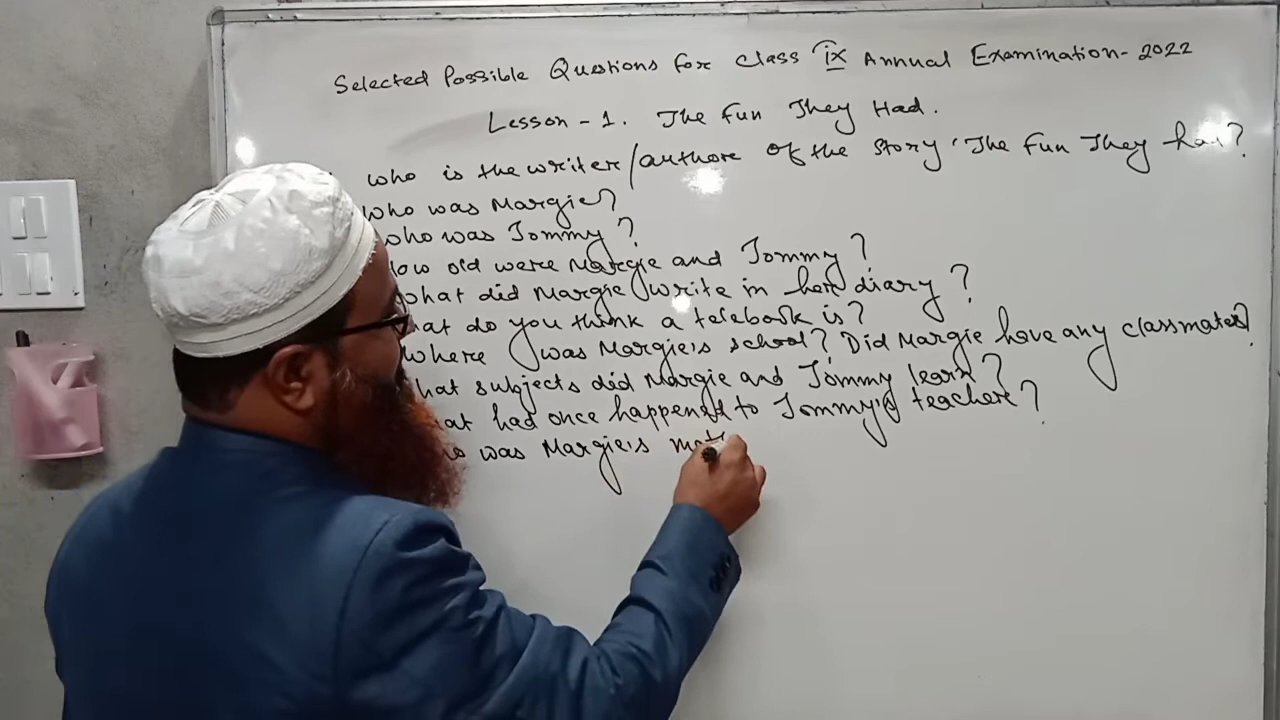 Selected Possible Questions for class IX Annual Examination - 2022
Lesson - 1. The Fun They Had.
who is the writer/authore of the story 'The Fun They had?
who was Margie?
who was Tommy?
How old were Margie and Tommy?
what did Margie write in her diary?
hat do you think a telebook is?
where was Margie's school? Did Margie have any classmates?
hat subjects did Margie and Tommy learn?
at had once happened to Tommy's teachere?
was Margie's